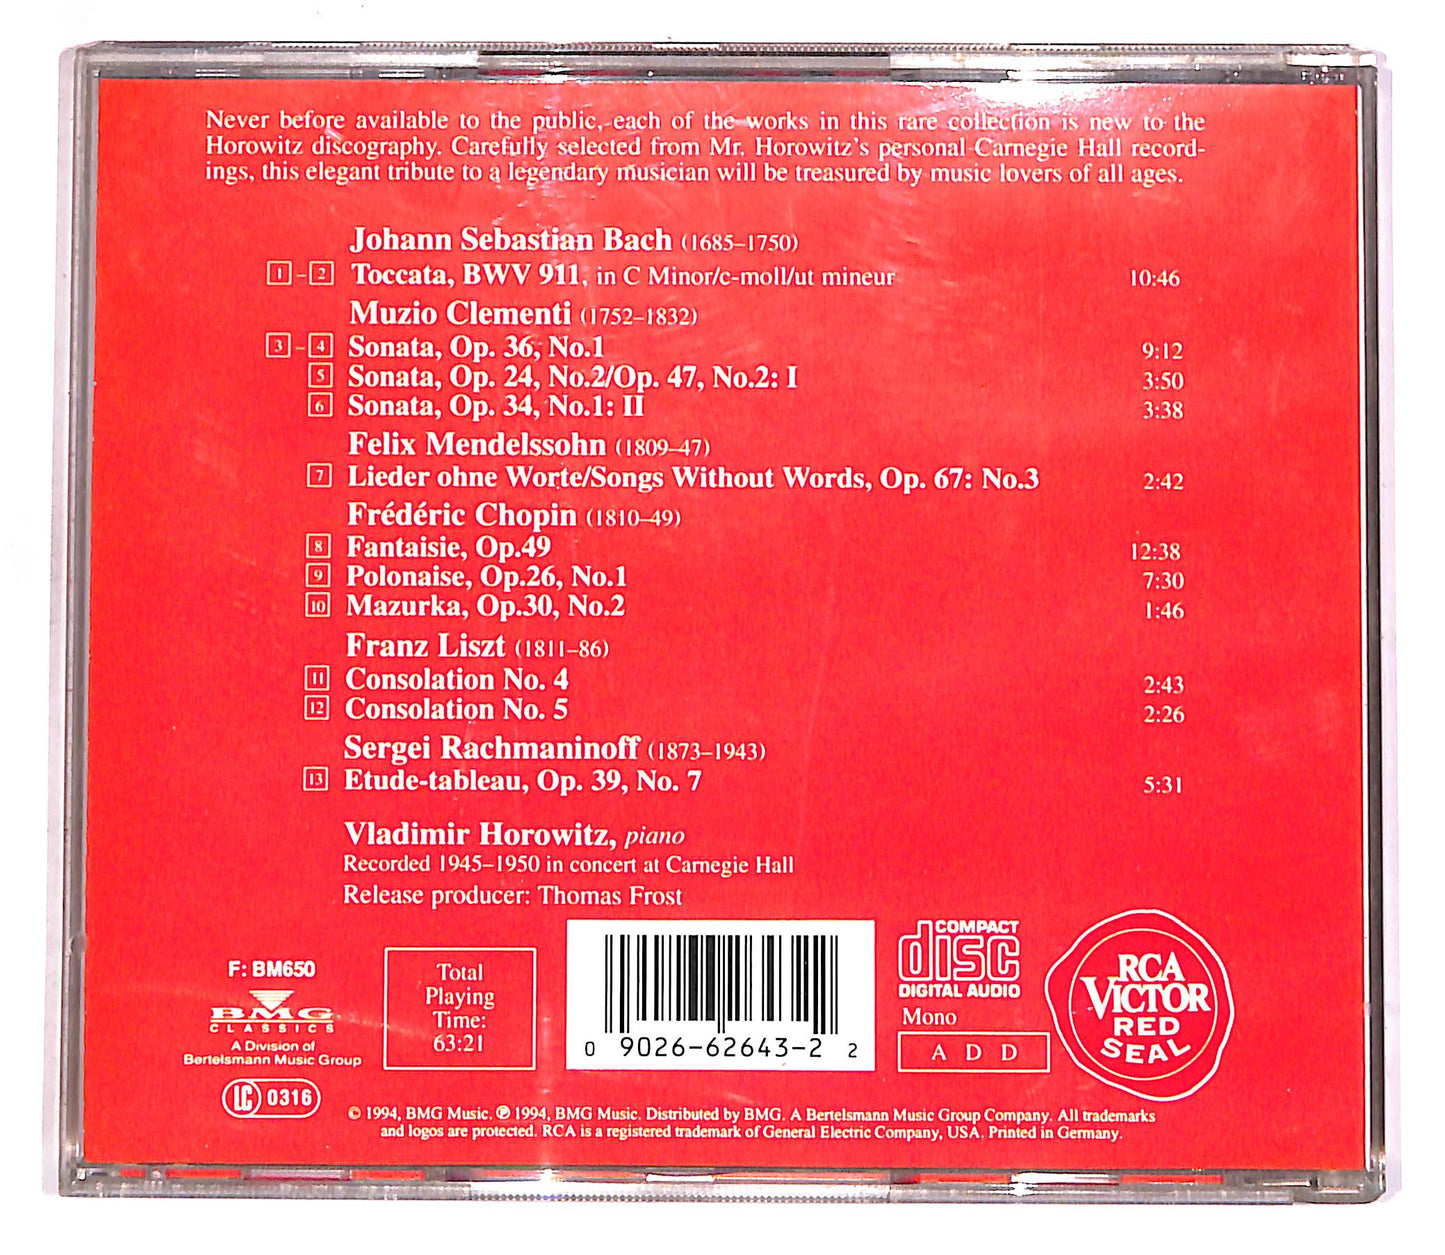 Never before available to the public, each of the works in this rare collection is new to the
Horowitz discography. Carefully selected from Mr. Horowitz's personal Carnegie Hall record-
ings, this elegant tribute to a legendary musician will be treasured by music lovers of all ages.
Johann Sebastian Bach (1685–1750)
1 – 2 Toccata, BWV 911, in C Minor/c-moll/ut mineur 10:46
Muzio Clementi (1752–1832)
3 – 4 Sonata, Op. 36, No.1 9:12
5 Sonata, Op. 24, No.2/Op. 47, No.2: I 3:50
6 Sonata, Op. 34, No.1: II 3:38
Felix Mendelssohn (1809–47)
7 Lieder ohne Worte/Songs Without Words, Op. 67: No.3 2:42
Frédéric Chopin (1810–49)
8 Fantaisie, Op.49 12:38
9 Polonaise, Op.26, No.1 7:30
10 Mazurka, Op.30, No.2 1:46
Franz Liszt (1811–86)
11 Consolation No. 4 2:43
12 Consolation No. 5 2:26
Sergei Rachmaninoff (1873–1943)
13 Etude-tableau, Op. 39, No. 7 5:31
Vladimir Horowitz, piano
Recorded 1945–1950 in concert at Carnegie Hall
Release producer: Thomas Frost
F: BM650
BMG
CLASSICS
A Division of
Bertelsmann Music Group
LC 0316
Total
Playing
Time:
63:21
0 9026-62643-2 2
COMPACT
disc
DIGITAL AUDIO
Mono
A D D
RCA
VICTOR
RED
SEAL
© 1994, BMG Music. ℗ 1994, BMG Music. Distributed by BMG. A Bertelsmann Music Group Company. All trademarks
and logos are protected. RCA is a registered trademark of General Electric Company, USA. Printed in Germany.